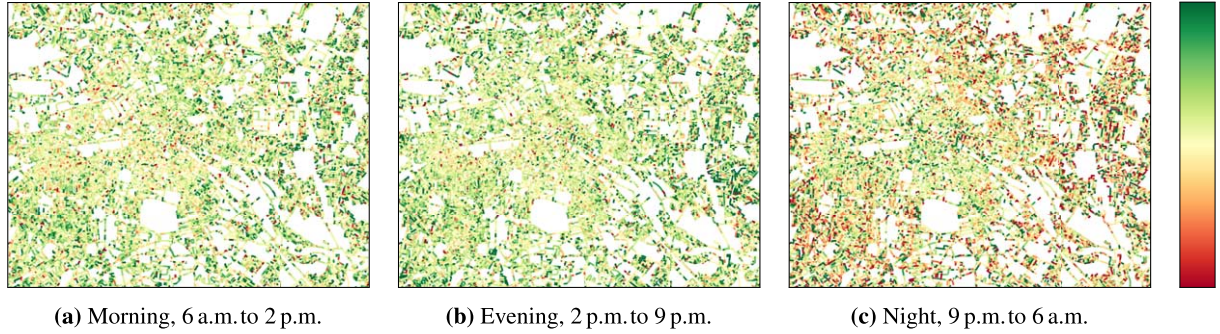 (a) Morning, 6 a.m. to 2 p.m.
(b) Evening, 2 p.m. to 9 p.m.
(c) Night, 9 p.m. to 6 a.m.